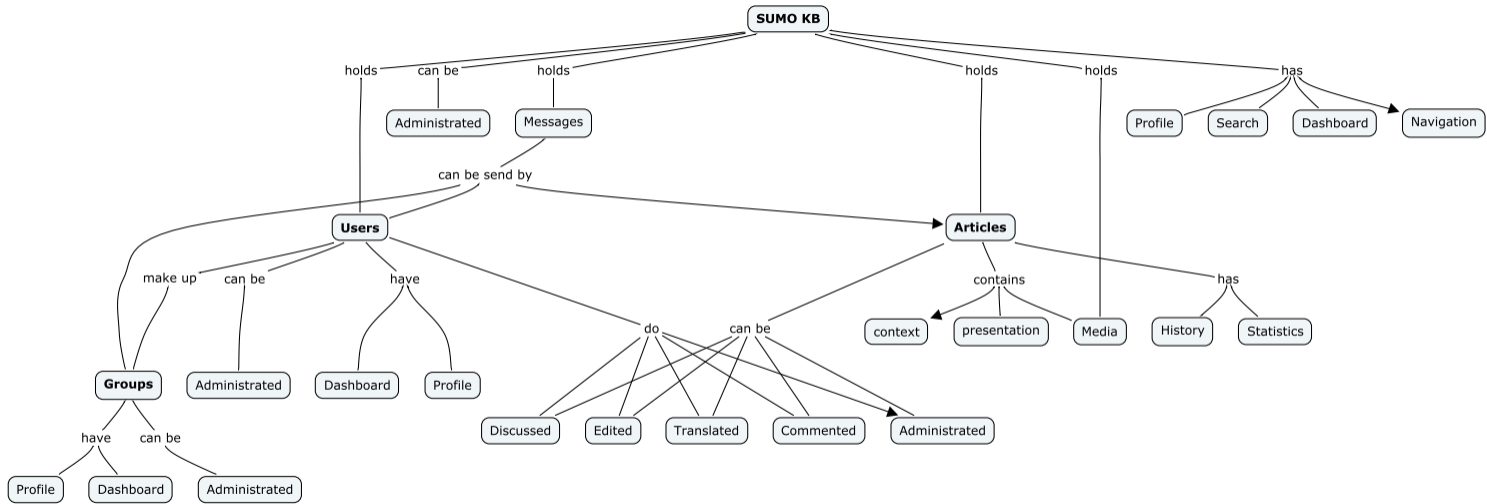 SUMO KB
holds
can be
holds
holds
holds
has
Administrated
Messages
Profile
Search
Dashboard
Navigation
can be send by
Users
Articles
make up
can be
have
contains
has
do
can be
context
presentation
Media
History
Statistics
Groups
Administrated
Dashboard
Profile
Discussed
Edited
Translated
Commented
Administrated
have
can be
Profile
Dashboard
Administrated